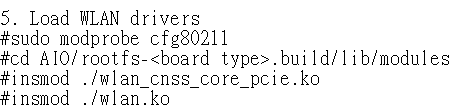 5. Load WLAN drivers
#sudo modprobe cfg80211
#cd AIO/rootfs-<board type>.build/lib/modules
#insmod ./wlan_cnss_core_pcie.ko
#insmod ./wlan.ko